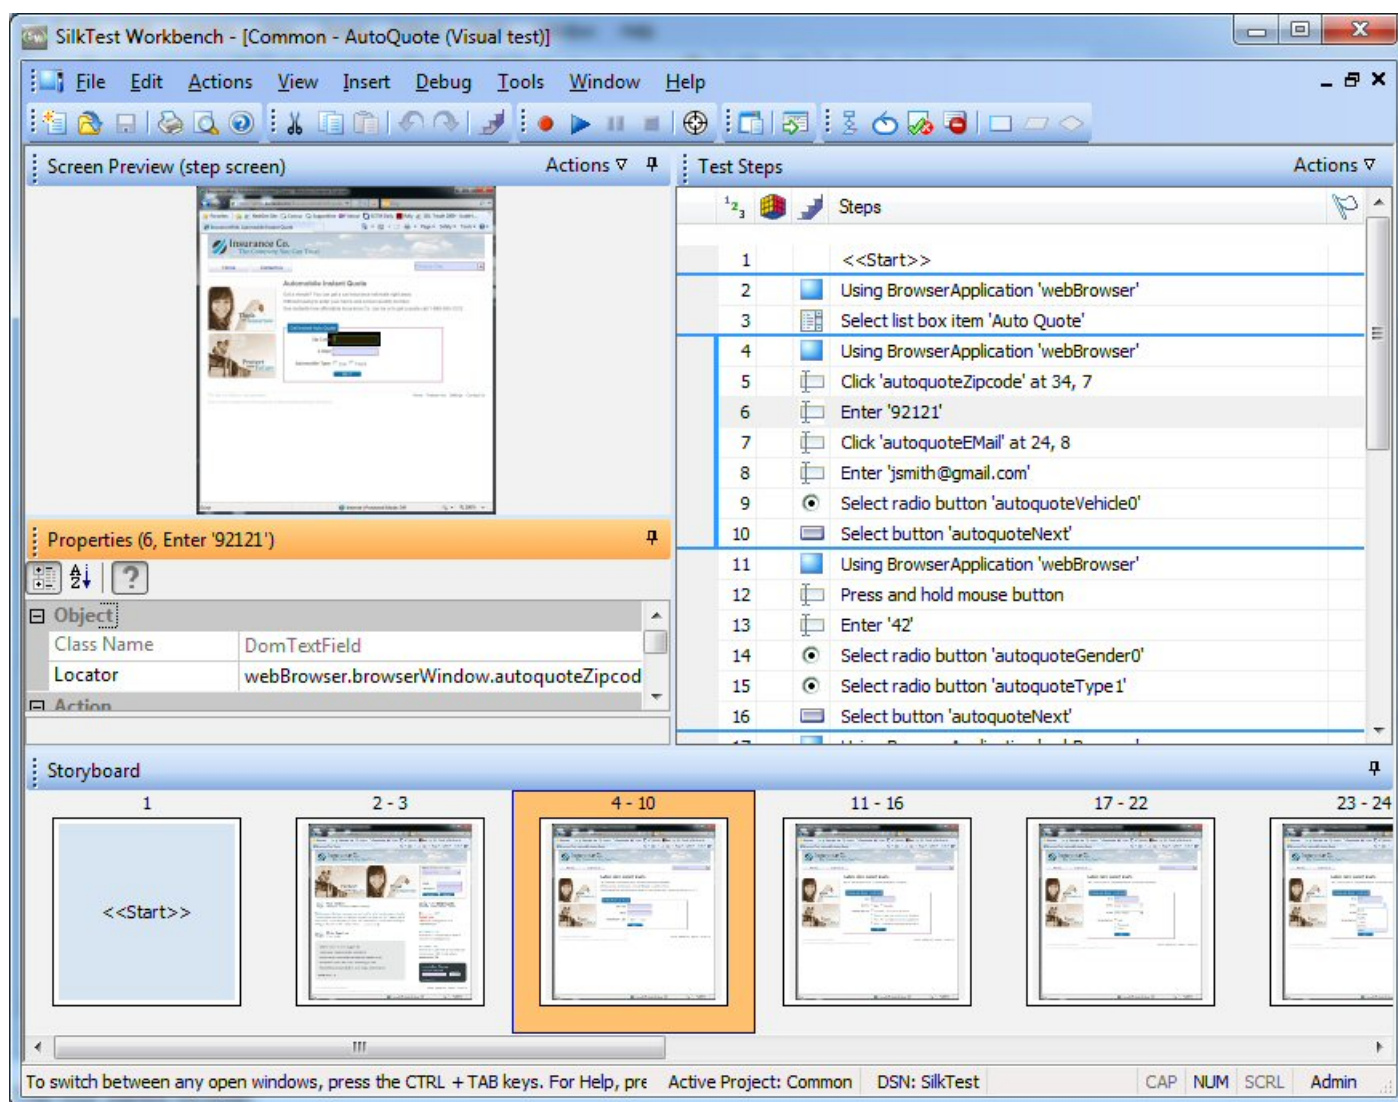 SilkTest Workbench - [Common - AutoQuote (Visual test)]
File Edit Actions View Insert Debug Tools Window Help
Screen Preview (step screen) Actions
Insurance Co.
Automobile Instant Quote
Properties (6, Enter '92121')
Object
Class Name DomTextField
Locator webBrowser.browserWindow.autoquoteZipcod
Action
Test Steps Actions
Steps
1 <<Start>>
2 Using BrowserApplication 'webBrowser'
3 Select list box item 'Auto Quote'
4 Using BrowserApplication 'webBrowser'
5 Click 'autoquoteZipcode' at 34, 7
6 Enter '92121'
7 Click 'autoquoteEMail' at 24, 8
8 Enter 'jsmith@gmail.com'
9 Select radio button 'autoquoteVehicle0'
10 Select button 'autoquoteNext'
11 Using BrowserApplication 'webBrowser'
12 Press and hold mouse button
13 Enter '42'
14 Select radio button 'autoquoteGender0'
15 Select radio button 'autoquoteType1'
16 Select button 'autoquoteNext'
Storyboard
1 2 - 3 4 - 10 11 - 16 17 - 22 23 - 24
<<Start>>
To switch between any open windows, press the CTRL + TAB keys. For Help, pre Active Project: Common DSN: SilkTest CAP NUM SCRL Admin